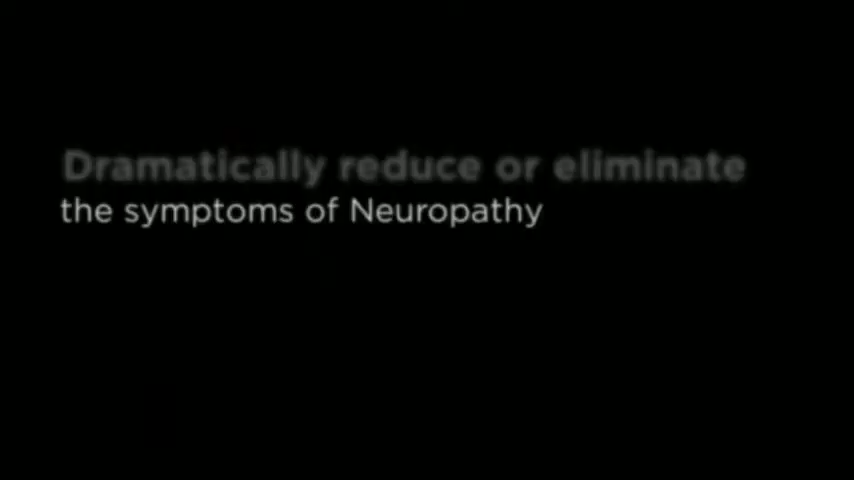 Dramatically reduce or eliminate
the symptoms of Neuropathy